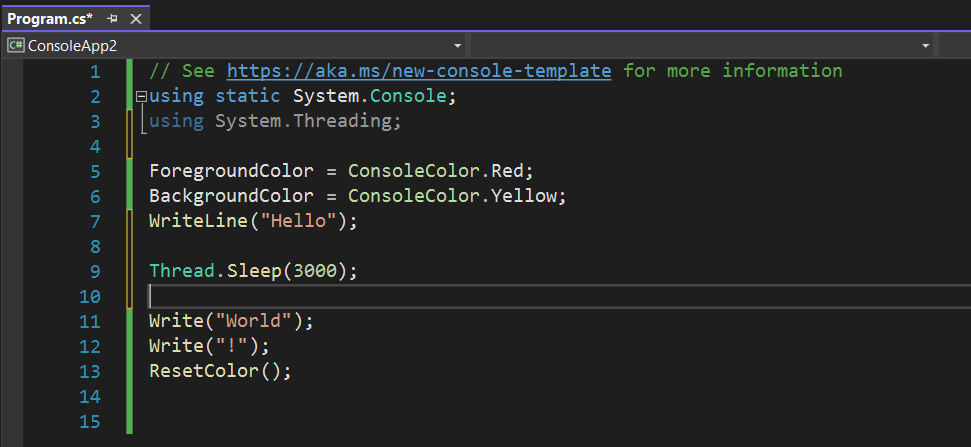 Program.cs*
C# ConsoleApp2
1 // See https://aka.ms/new-console-template for more information
2 using static System.Console;
3 using System.Threading;
4
5 ForegroundColor = ConsoleColor.Red;
6 BackgroundColor = ConsoleColor.Yellow;
7 WriteLine("Hello");
8
9 Thread.Sleep(3000);
10
11 Write("World");
12 Write("!");
13 ResetColor();
14
15